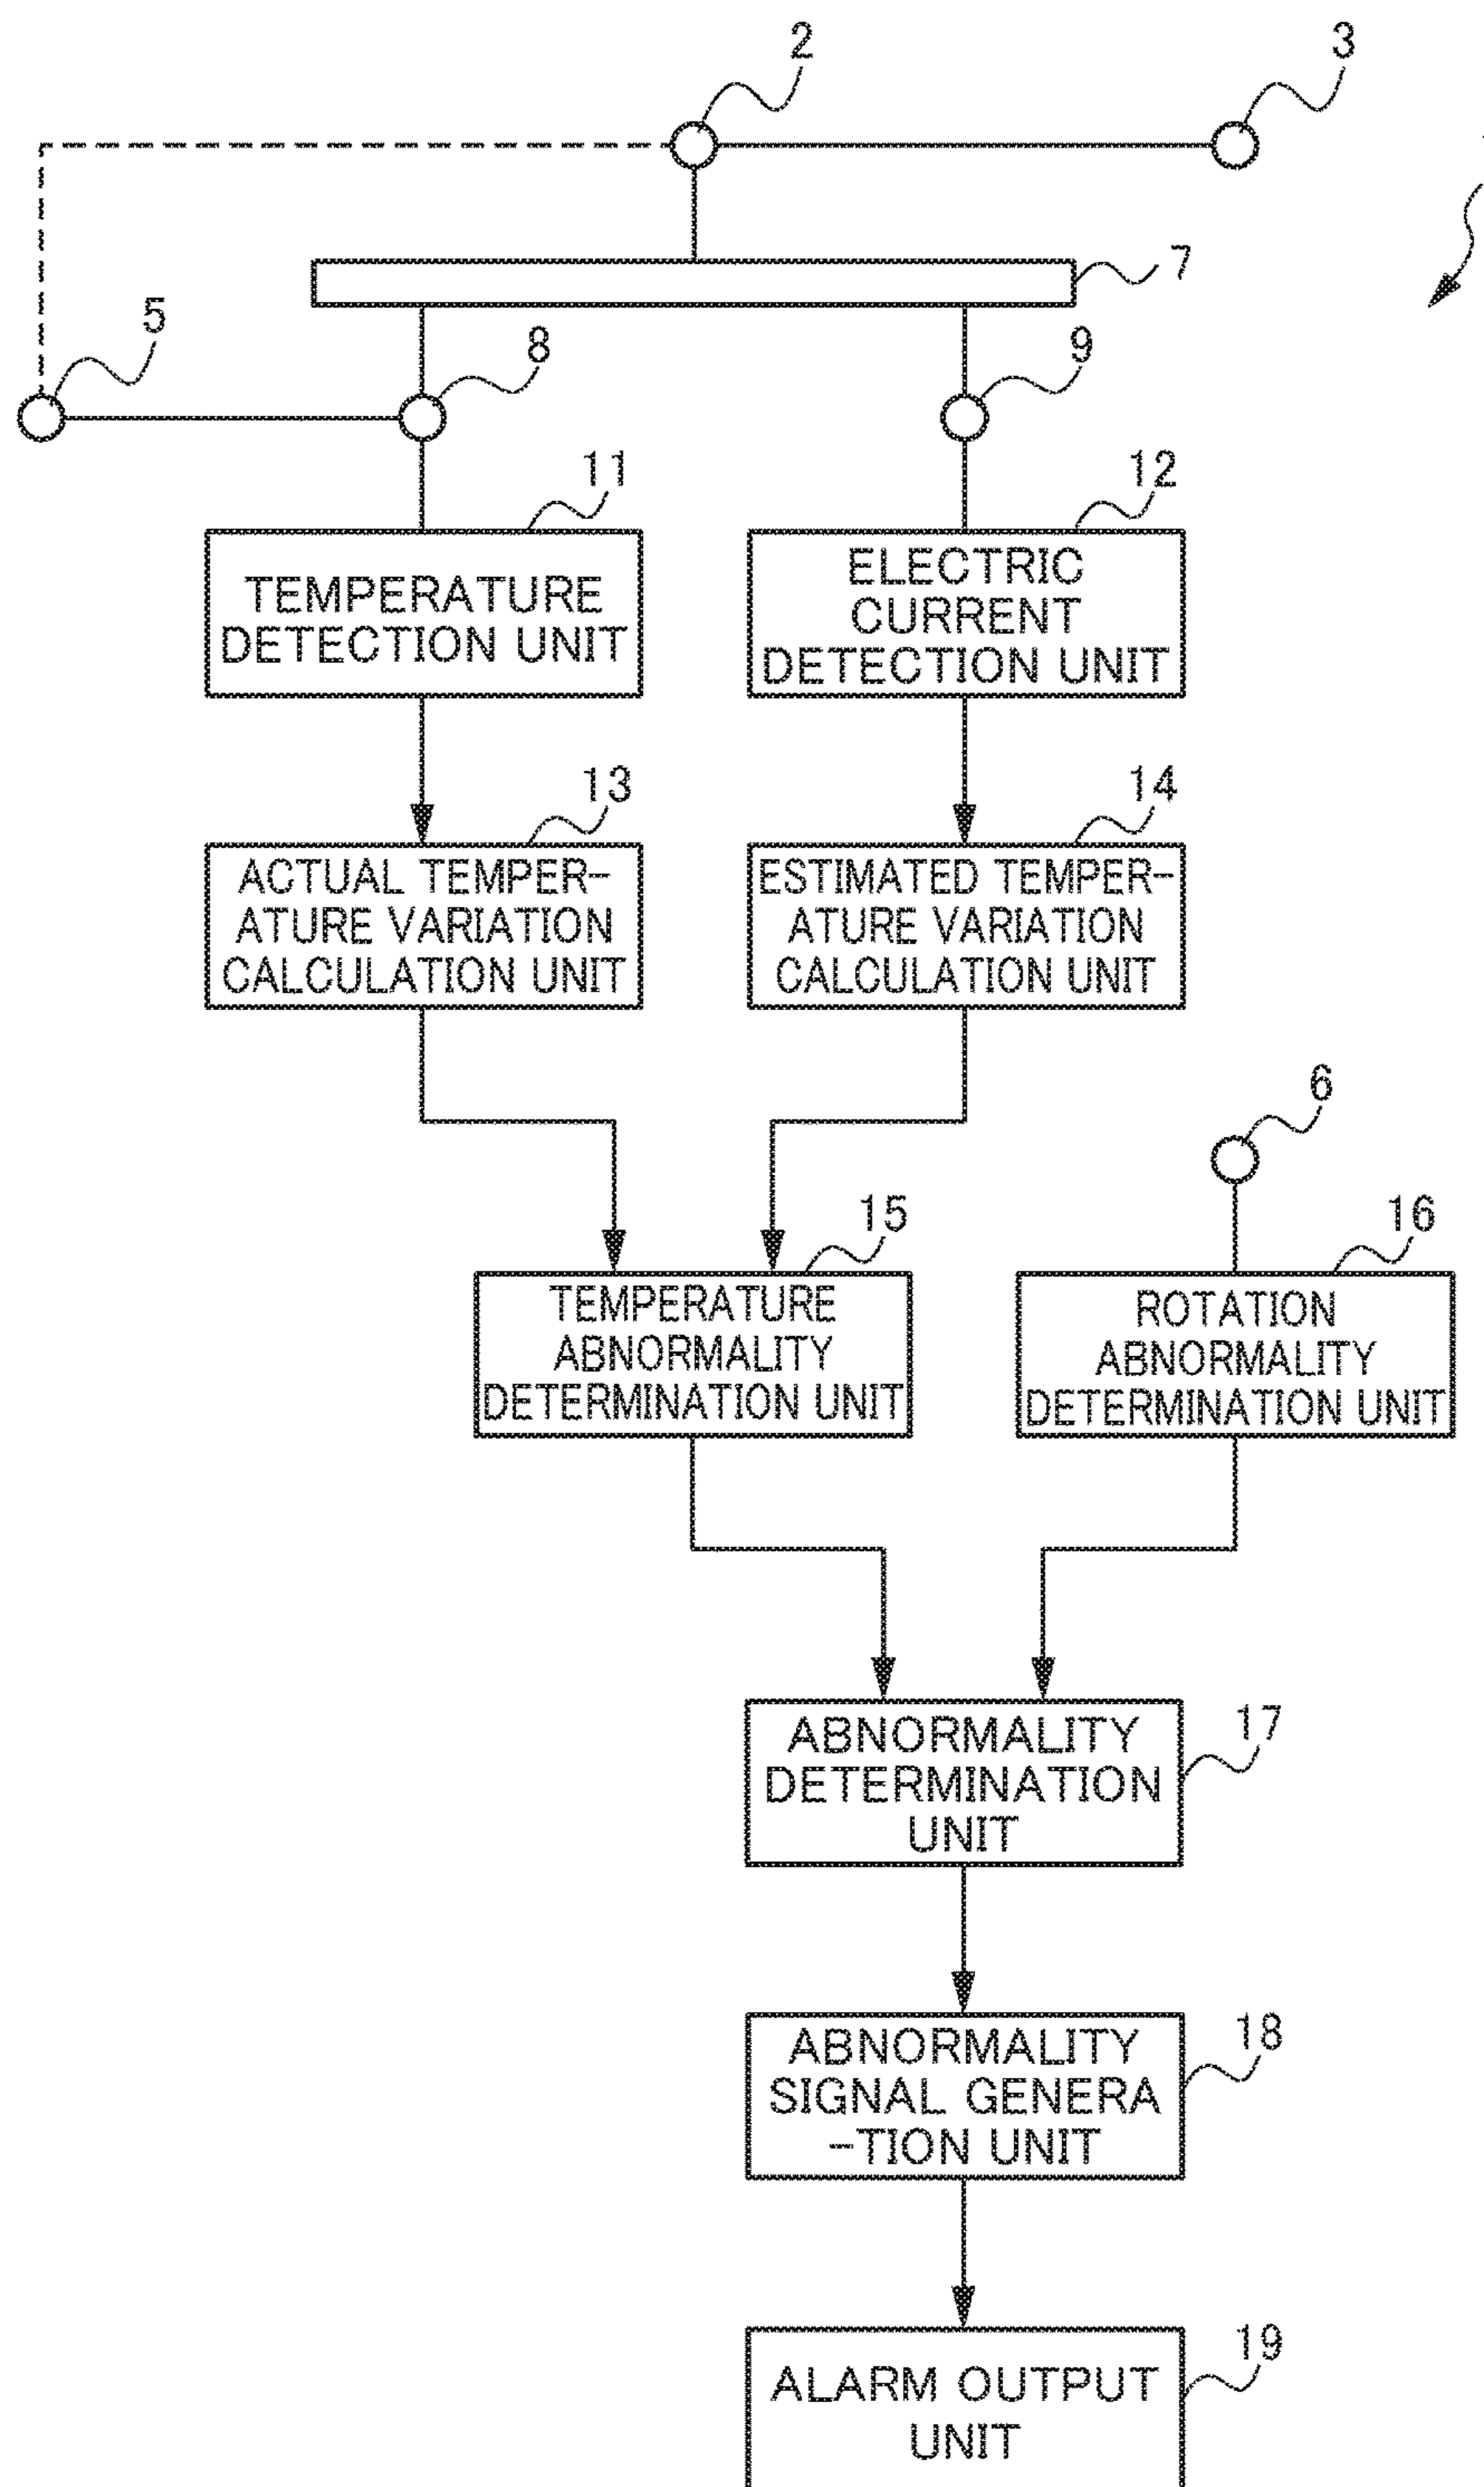 2
3
7
5
8
9
11
12
TEMPERATURE
DETECTION UNIT
ELECTRIC
CURRENT
DETECTION UNIT
13
14
ACTUAL TEMPER-
ATURE VARIATION
CALCULATION UNIT
ESTIMATED TEMPER-
ATURE VARIATION
CALCULATION UNIT
6
15
16
TEMPERATURE
ABNORMALITY
DETERMINATION UNIT
ROTATION
ABNORMALITY
DETERMINATION UNIT
17
ABNORMALITY
DETERMINATION
UNIT
18
ABNORMALITY
SIGNAL GENERA
-TION UNIT
19
ALARM OUTPUT
UNIT